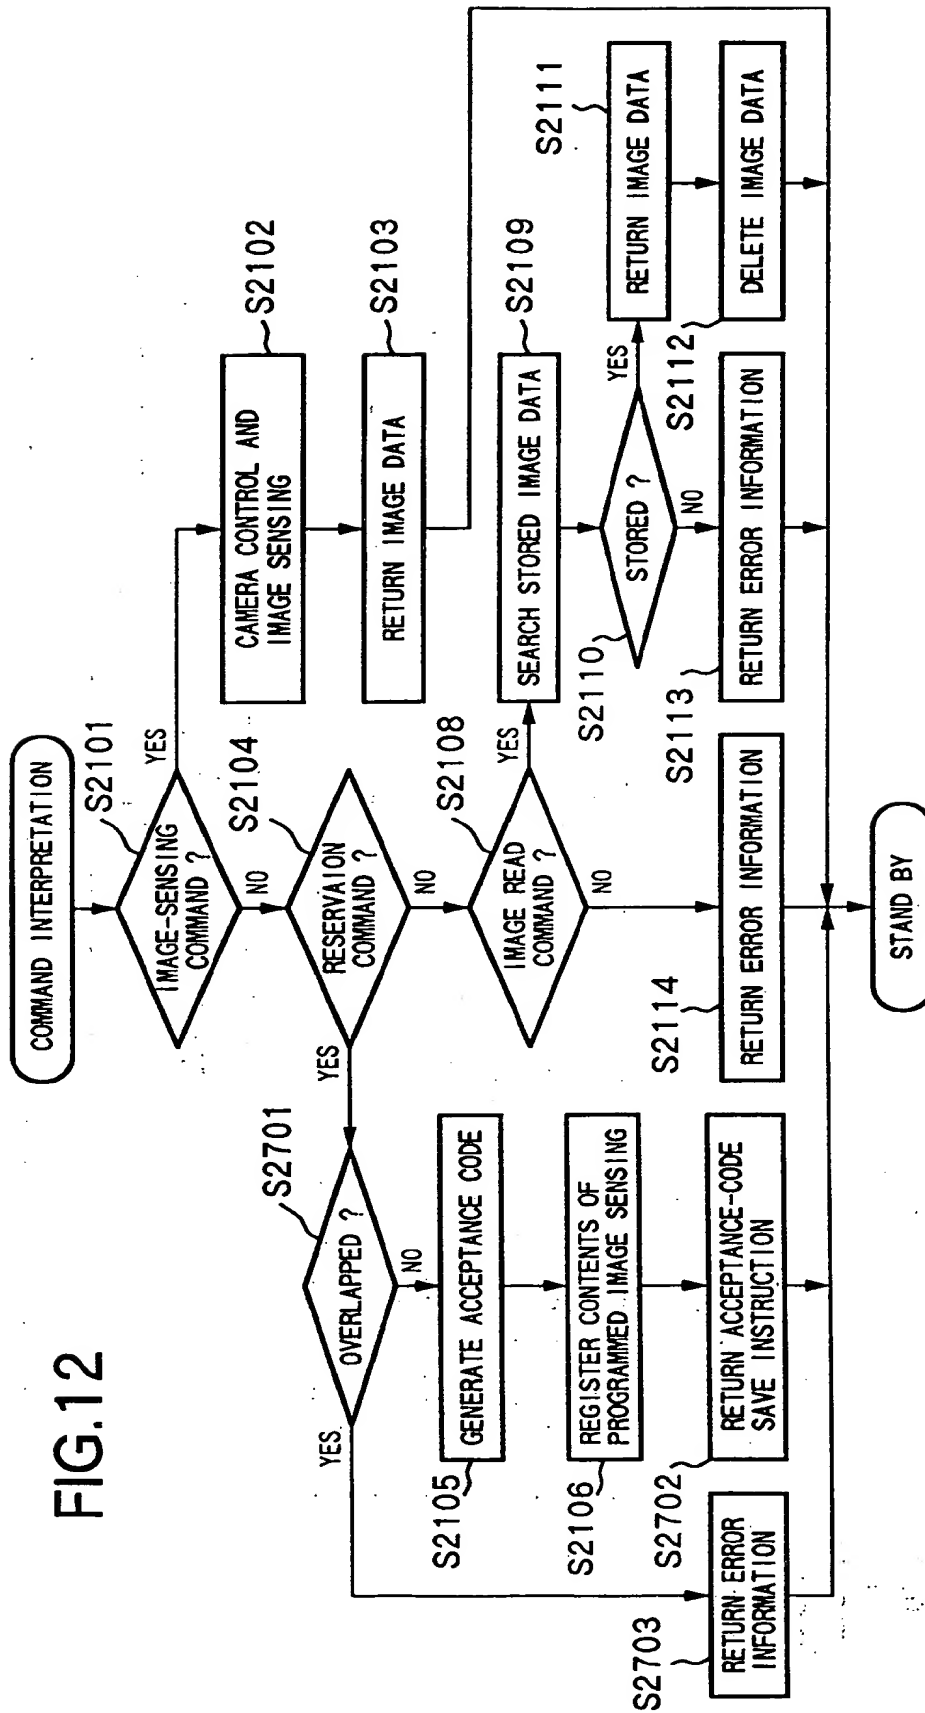 FIG.12
COMMAND INTERPRETATION
S2101
IMAGE-SENSING
COMMAND ?
YES
NO
S2102
CAMERA CONTROL AND
IMAGE SENSING
S2103
RETURN IMAGE DATA
S2104
RESERVAION
COMMAND ?
YES
NO
S2701
OVERLAPPED ?
YES
NO
S2105
GENERATE ACCEPTANCE CODE
S2106
REGISTER CONTENTS OF
PROGRAMMED IMAGE SENSING
S2702
RETURN ACCEPTANCE-CODE
SAVE INSTRUCTION
S2703
RETURN ERROR
INFORMATION
S2108
IMAGE READ
COMMAND ?
YES
NO
S2109
SEARCH STORED IMAGE DATA
S2110
STORED ?
YES
NO
S2111
RETURN IMAGE DATA
S2112
DELETE IMAGE DATA
S2113
RETURN ERROR INFORMATION
S2114
RETURN ERROR INFORMATION
STAND BY